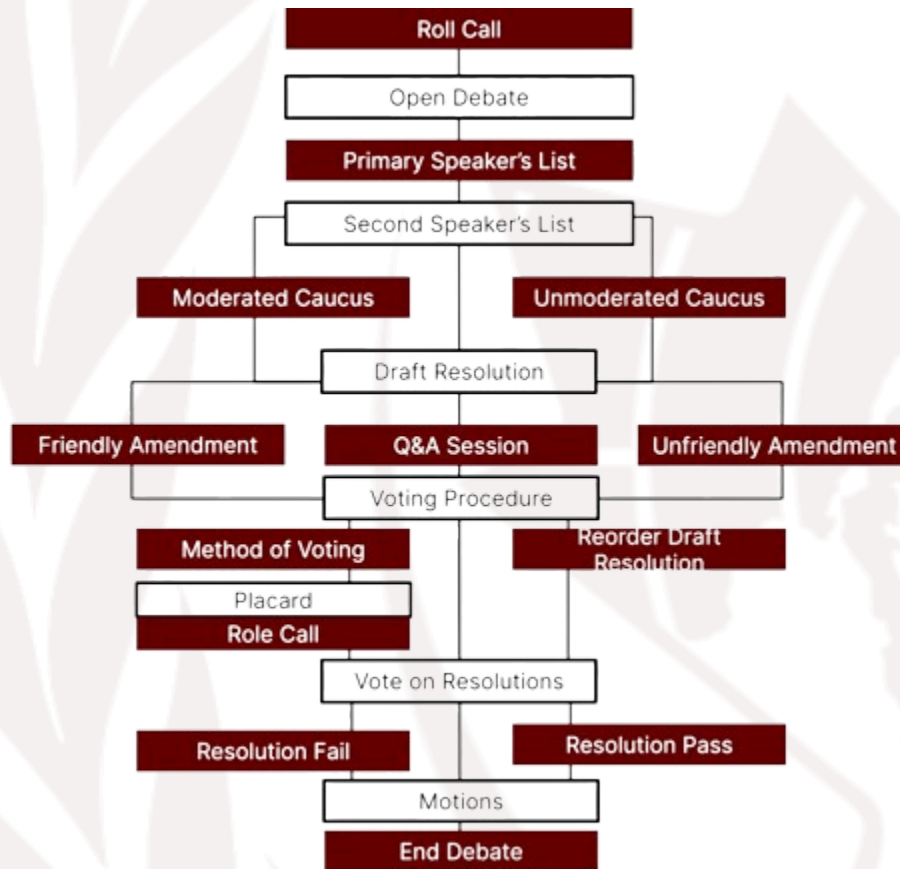 Roll Call
Open Debate
Primary Speaker's List
Second Speaker's List
Moderated Caucus
Unmoderated Caucus
Draft Resolution
Friendly Amendment
Q&A Session
Unfriendly Amendment
Voting Procedure
Method of Voting
Reorder Draft
Resolution
Placard
Role Call
Vote on Resolutions
Resolution Fail
Resolution Pass
Motions
End Debate